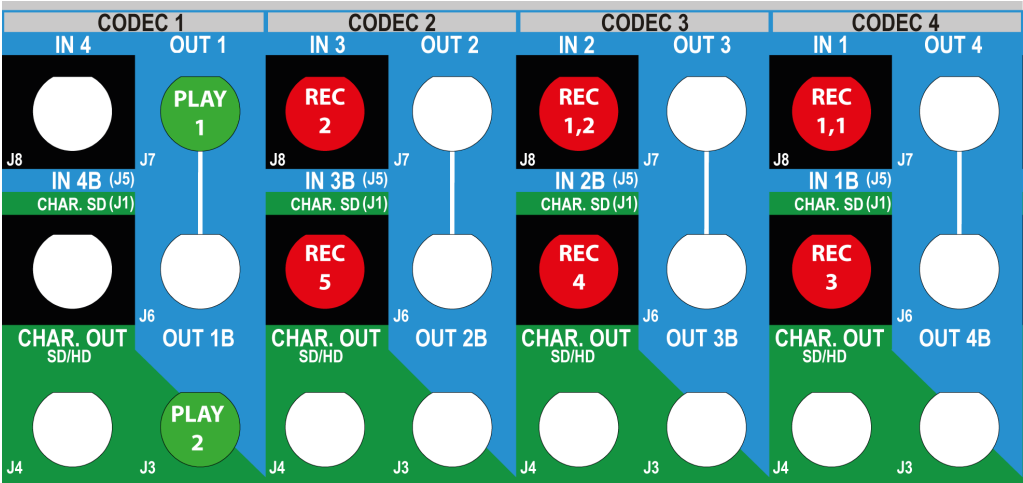 CODEC 1 CODEC 2 CODEC 3 CODEC 4
IN 4 OUT 1 IN 3 OUT 2 IN 2 OUT 3 IN 1 OUT 4
PLAY REC REC REC
1 2 1,2 1,1
J8 J7 J8 J7 J8 J7 J8 J7
IN 4B (J5) IN 3B (J5) IN 2B (J5) IN 1B (J5)
CHAR. SD (J1) CHAR. SD (J1) CHAR. SD (J1) CHAR. SD (J1)
REC REC REC
5 4 3
J6 J6 J6 J6
CHAR. OUT OUT 1B CHAR. OUT OUT 2B CHAR. OUT OUT 3B CHAR. OUT OUT 4B
SD/HD SD/HD SD/HD SD/HD
PLAY
2
J4 J3 J4 J3 J4 J3 J4 J3